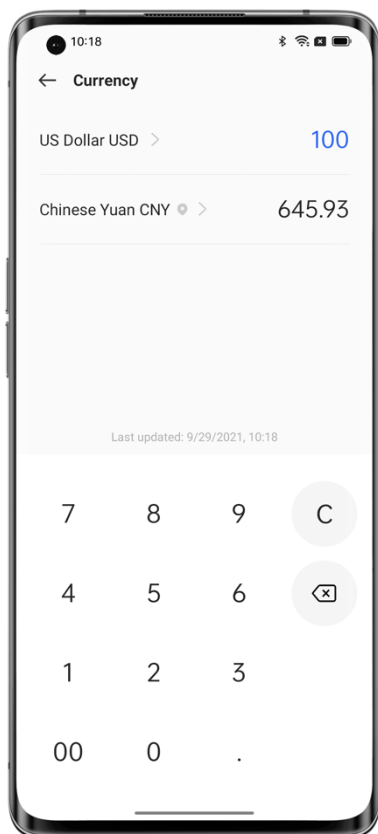 10:18
Currency
US Dollar USD 100
Chinese Yuan CNY 645.93
Last updated: 9/29/2021, 10:18
7 8 9 C
4 5 6
1 2 3
00 0 .